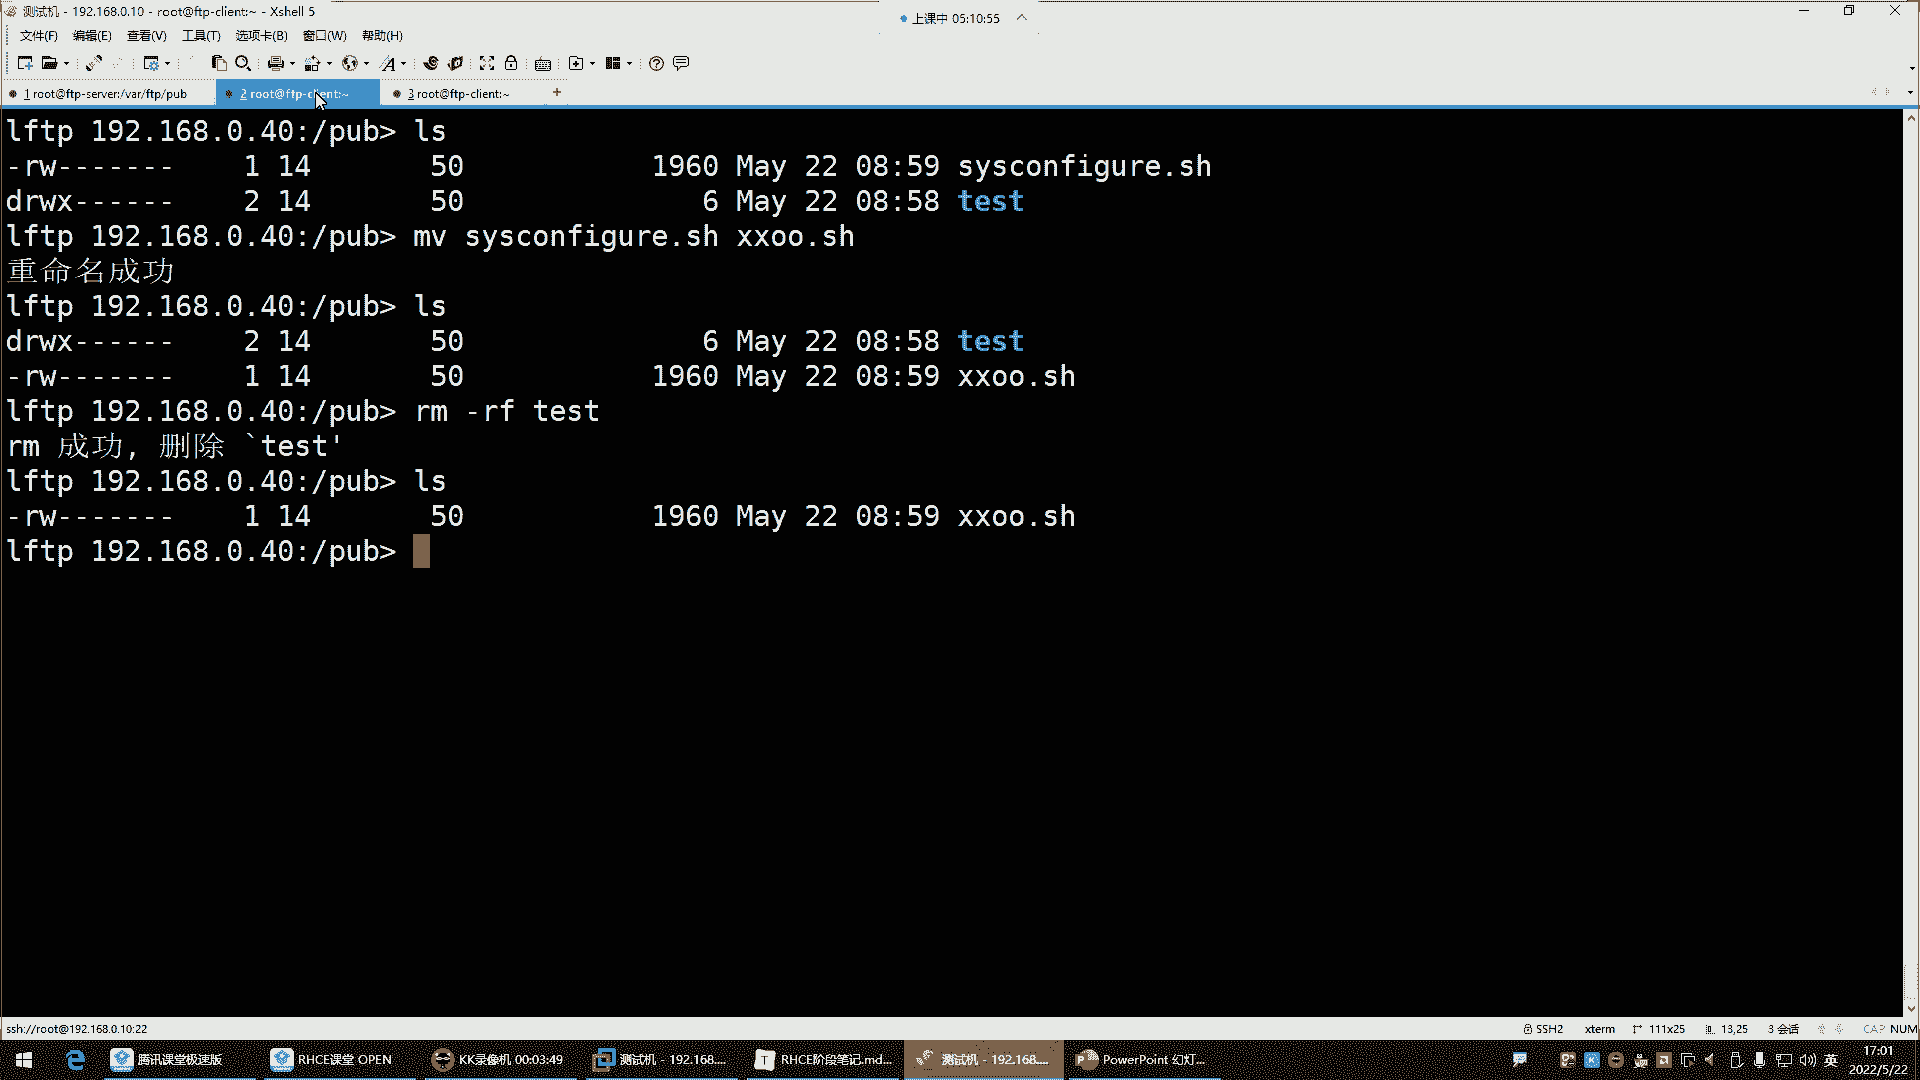 测试机 - 192.168.0.10 - root@ftp-client:~ - Xshell 5
上课中 05:10:55
文件(F) 编辑(E) 查看(V) 工具(T) 选项卡(B) 窗口(W) 帮助(H)
1 root@ftp-server:/var/ftp/pub 2 root@ftp-client:~ 3 root@ftp-client:~ +
lftp 192.168.0.40:/pub> ls
-rw------- 1 14 50 1960 May 22 08:59 sysconfigure.sh
drwx------ 2 14 50 6 May 22 08:58 test
lftp 192.168.0.40:/pub> mv sysconfigure.sh xxoo.sh
重命名成功
lftp 192.168.0.40:/pub> ls
drwx------ 2 14 50 6 May 22 08:58 test
-rw------- 1 14 50 1960 May 22 08:59 xxoo.sh
lftp 192.168.0.40:/pub> rm -rf test
rm 成功, 删除 `test'
lftp 192.168.0.40:/pub> ls
-rw------- 1 14 50 1960 May 22 08:59 xxoo.sh
lftp 192.168.0.40:/pub>
ssh://root@192.168.0.10:22 SSH2 xterm 111x25 13,25 3 会话 CAP NUM
腾讯课堂极速版 RHCE课堂 OPEN KK录像机 00:03:49 测试机 - 192.168.... RHCE阶段笔记.md... 测试机 - 192.168.... PowerPoint 幻灯... 英 17:01
2022/5/22